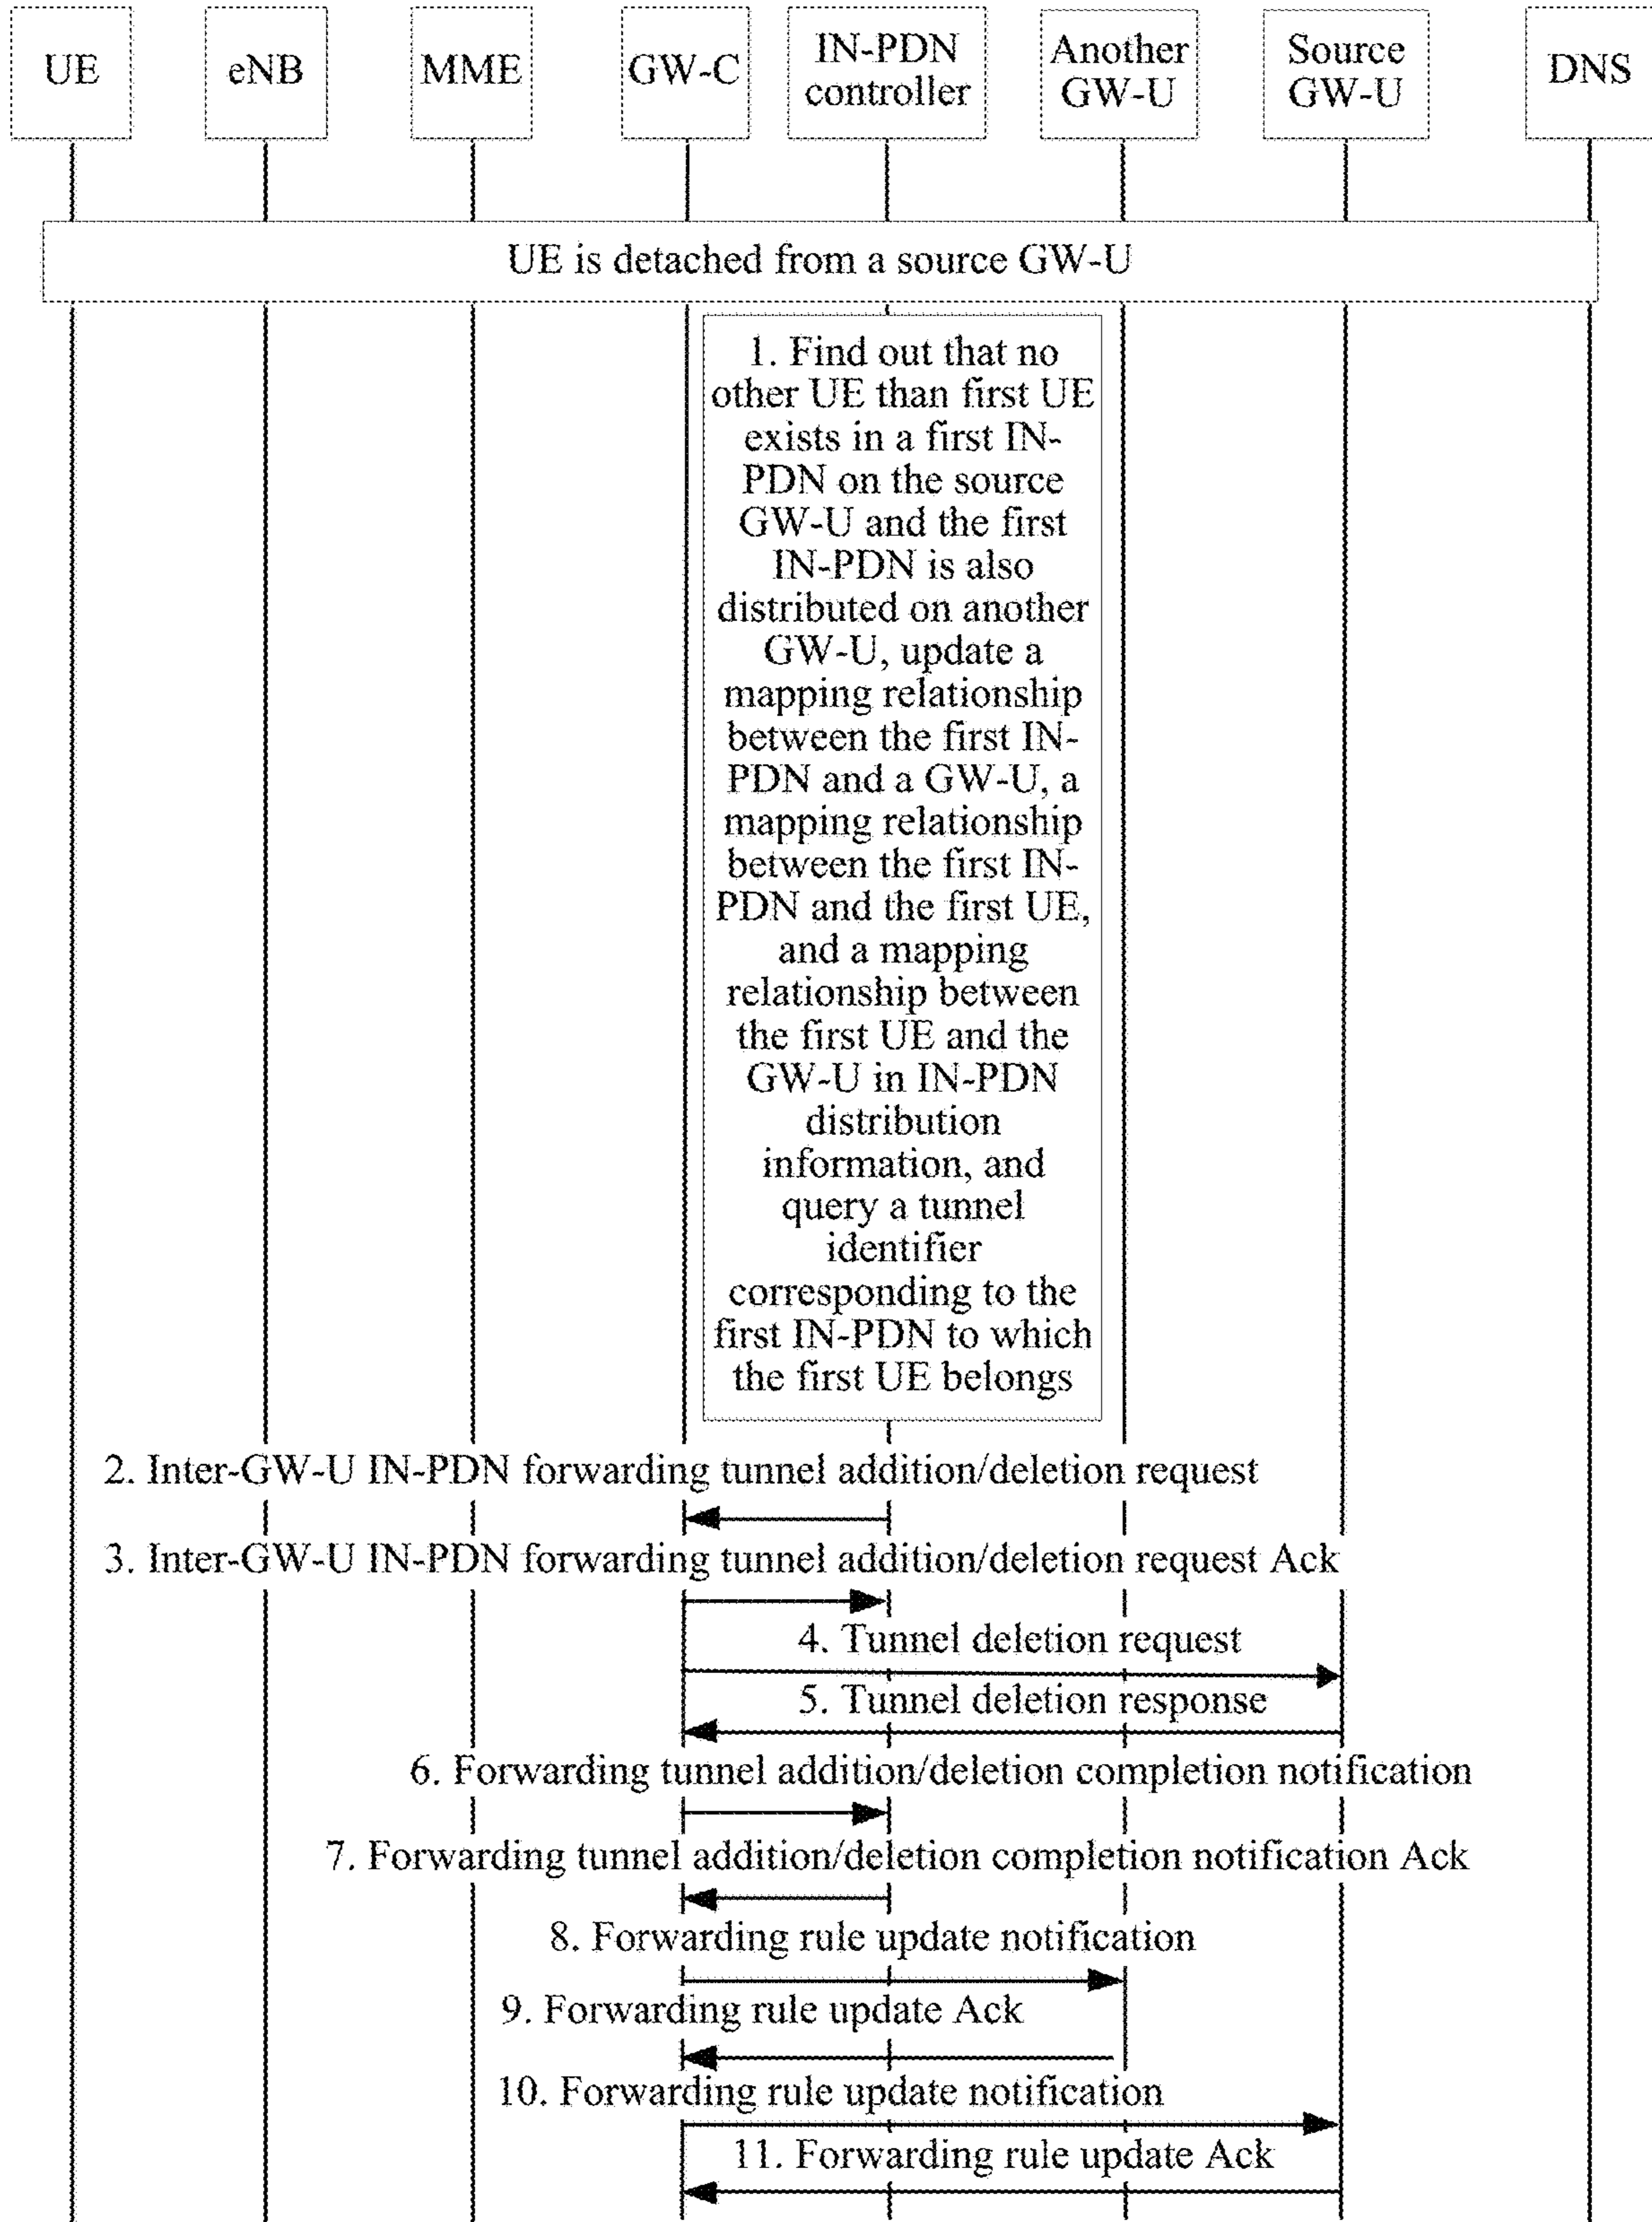 UE
eNB
MME
GW-C
IN-PDN
controller
Another
GW-U
Source
GW-U
DNS
UE is detached from a source GW-U
1. Find out that no
other UE than first UE
exists in a first IN-
PDN on the source
GW-U and the first
IN-PDN is also
distributed on another
GW-U, update a
mapping relationship
between the first IN-
PDN and a GW-U, a
mapping relationship
between the first IN-
PDN and the first UE,
and a mapping
relationship between
the first UE and the
GW-U in IN-PDN
distribution
information, and
query a tunnel
identifier
corresponding to the
first IN-PDN to which
the first UE belongs
2. Inter-GW-U IN-PDN forwarding tunnel addition/deletion request
3. Inter-GW-U IN-PDN forwarding tunnel addition/deletion request Ack
4. Tunnel deletion request
5. Tunnel deletion response
6. Forwarding tunnel addition/deletion completion notification
7. Forwarding tunnel addition/deletion completion notification Ack
8. Forwarding rule update notification
9. Forwarding rule update Ack
10. Forwarding rule update notification
11. Forwarding rule update Ack